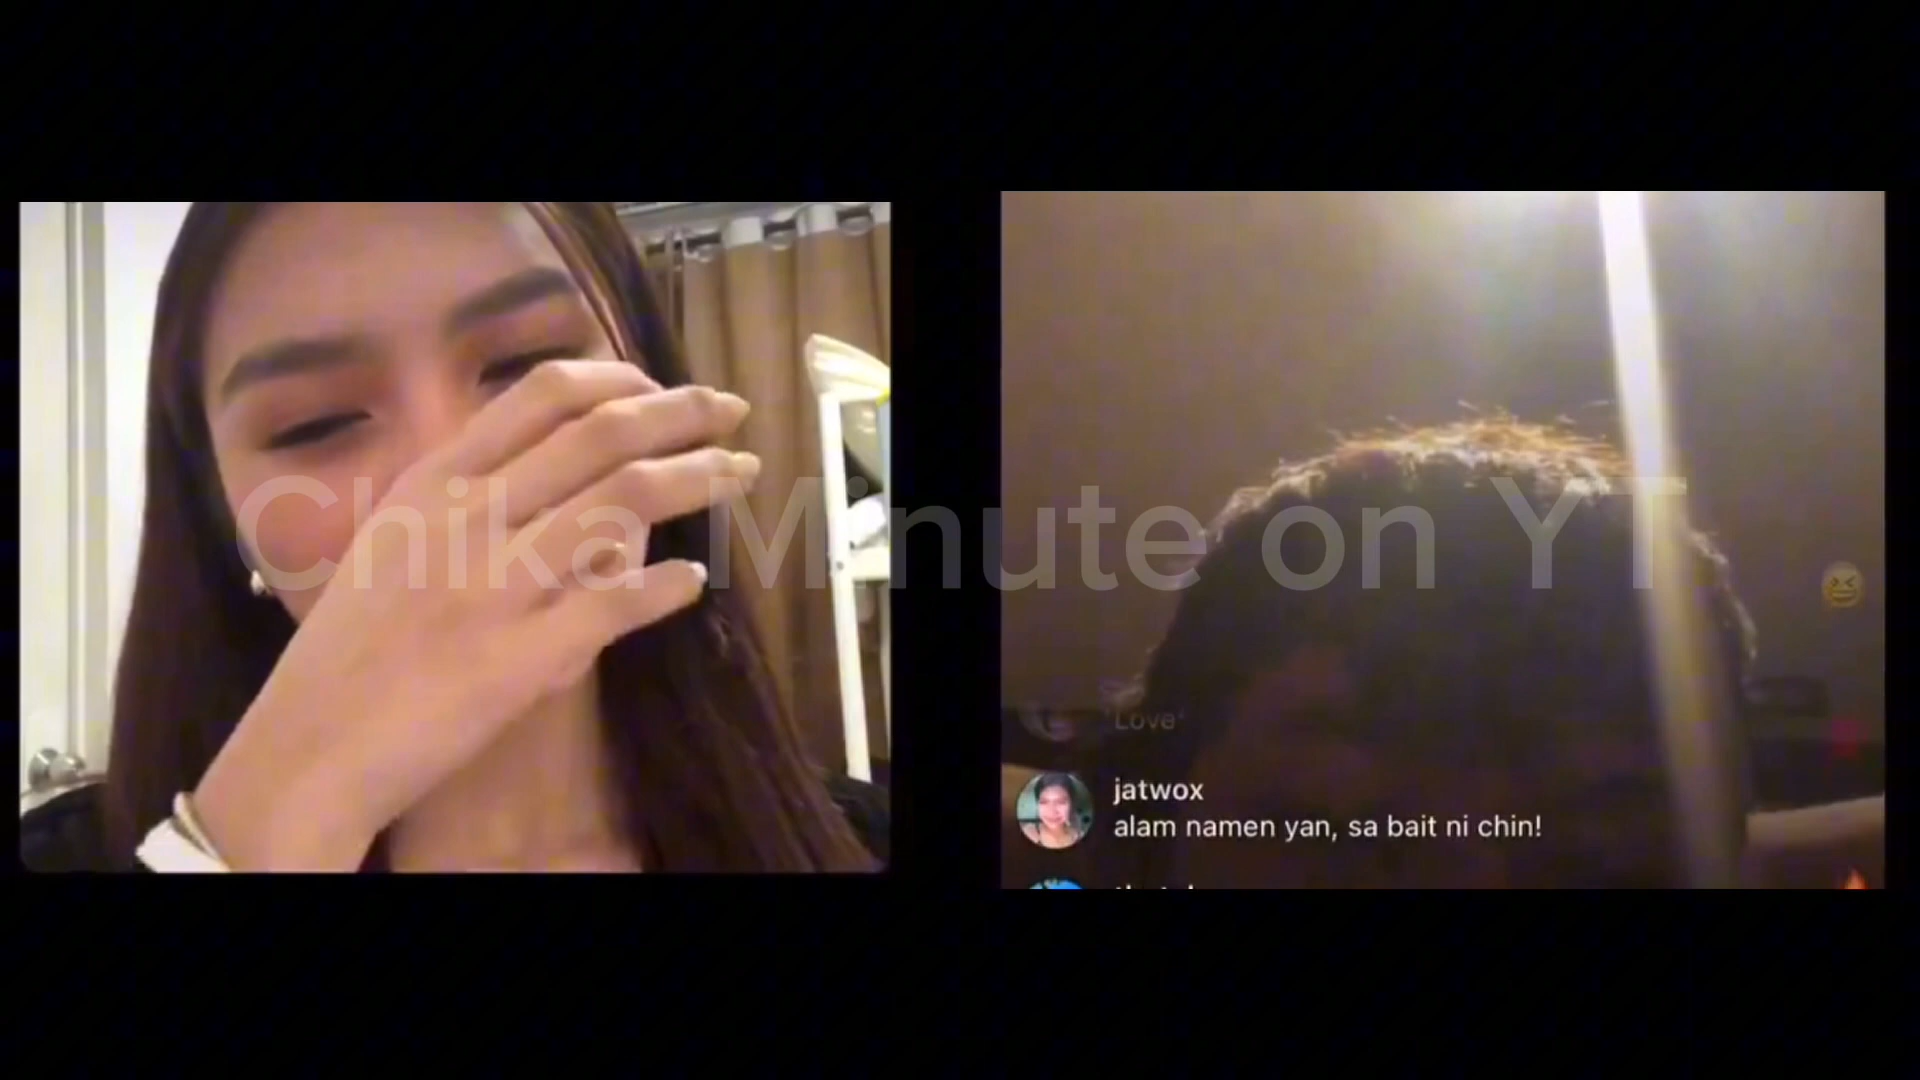 Chika Minute on YT
'Love'
jatwox
alam namen yan, sa bait ni chin!